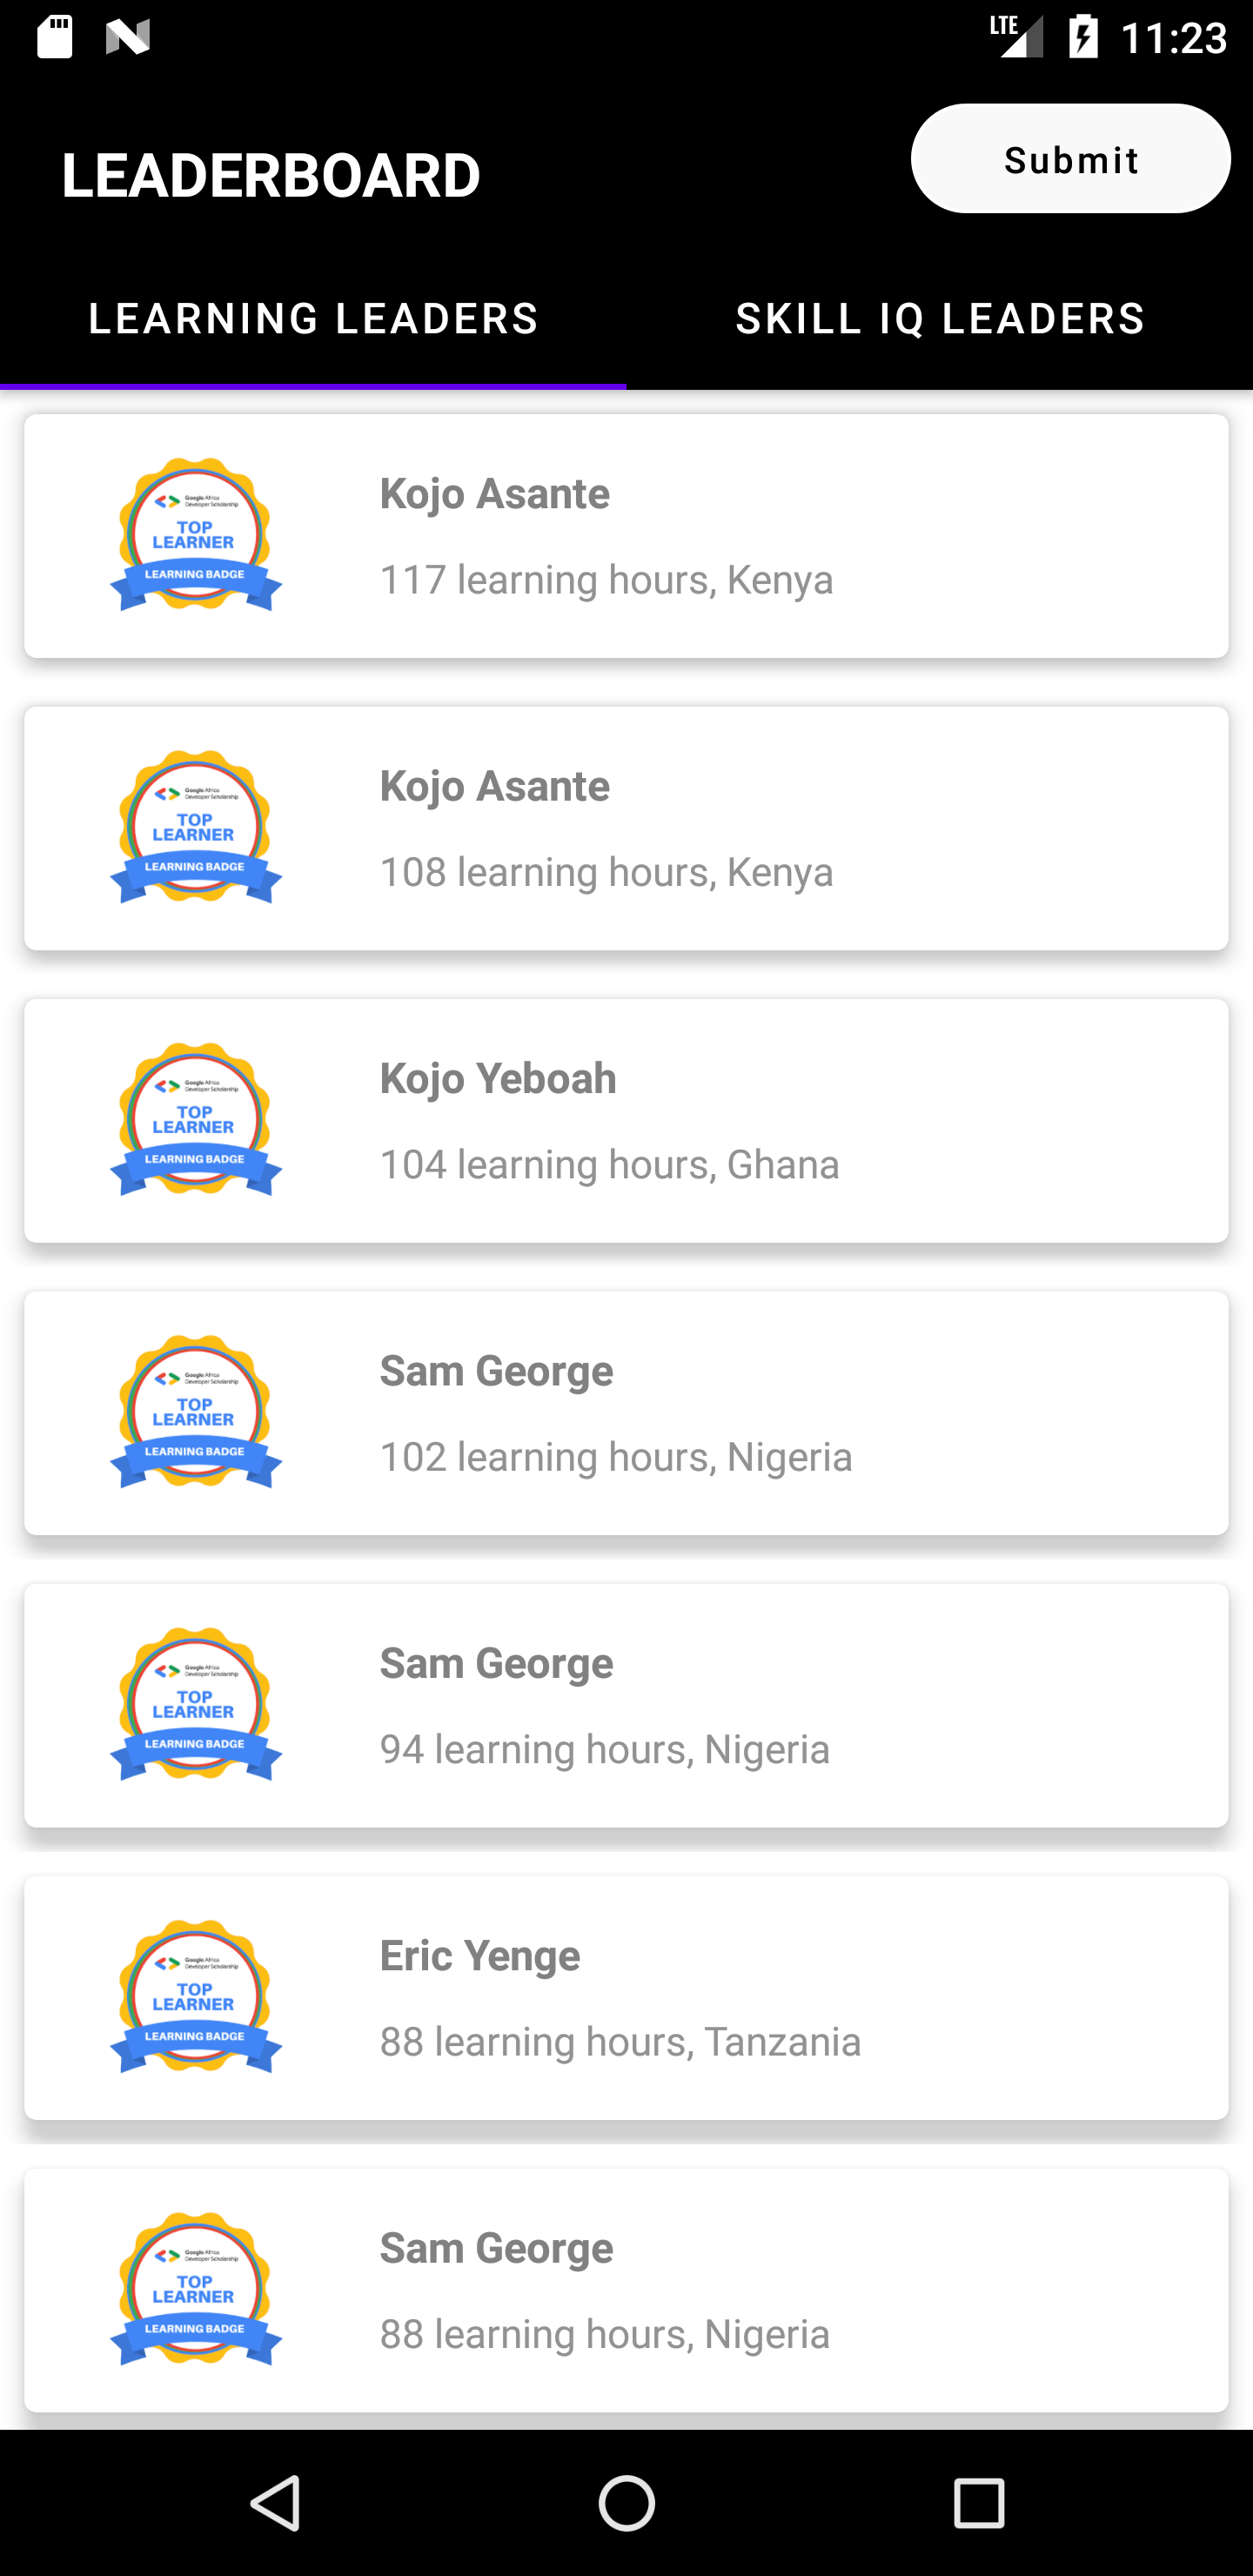 LTE 11:23
LEADERBOARD
Submit
LEARNING LEADERS
SKILL IQ LEADERS
Google Africa
Developer Scholarship
TOP
LEARNER
LEARNING BADGE
Kojo Asante
117 learning hours, Kenya
Google Africa
Developer Scholarship
TOP
LEARNER
LEARNING BADGE
Kojo Asante
108 learning hours, Kenya
Google Africa
Developer Scholarship
TOP
LEARNER
LEARNING BADGE
Kojo Yeboah
104 learning hours, Ghana
Google Africa
Developer Scholarship
TOP
LEARNER
LEARNING BADGE
Sam George
102 learning hours, Nigeria
Google Africa
Developer Scholarship
TOP
LEARNER
LEARNING BADGE
Sam George
94 learning hours, Nigeria
Google Africa
Developer Scholarship
TOP
LEARNER
LEARNING BADGE
Eric Yenge
88 learning hours, Tanzania
Google Africa
Developer Scholarship
TOP
LEARNER
LEARNING BADGE
Sam George
88 learning hours, Nigeria